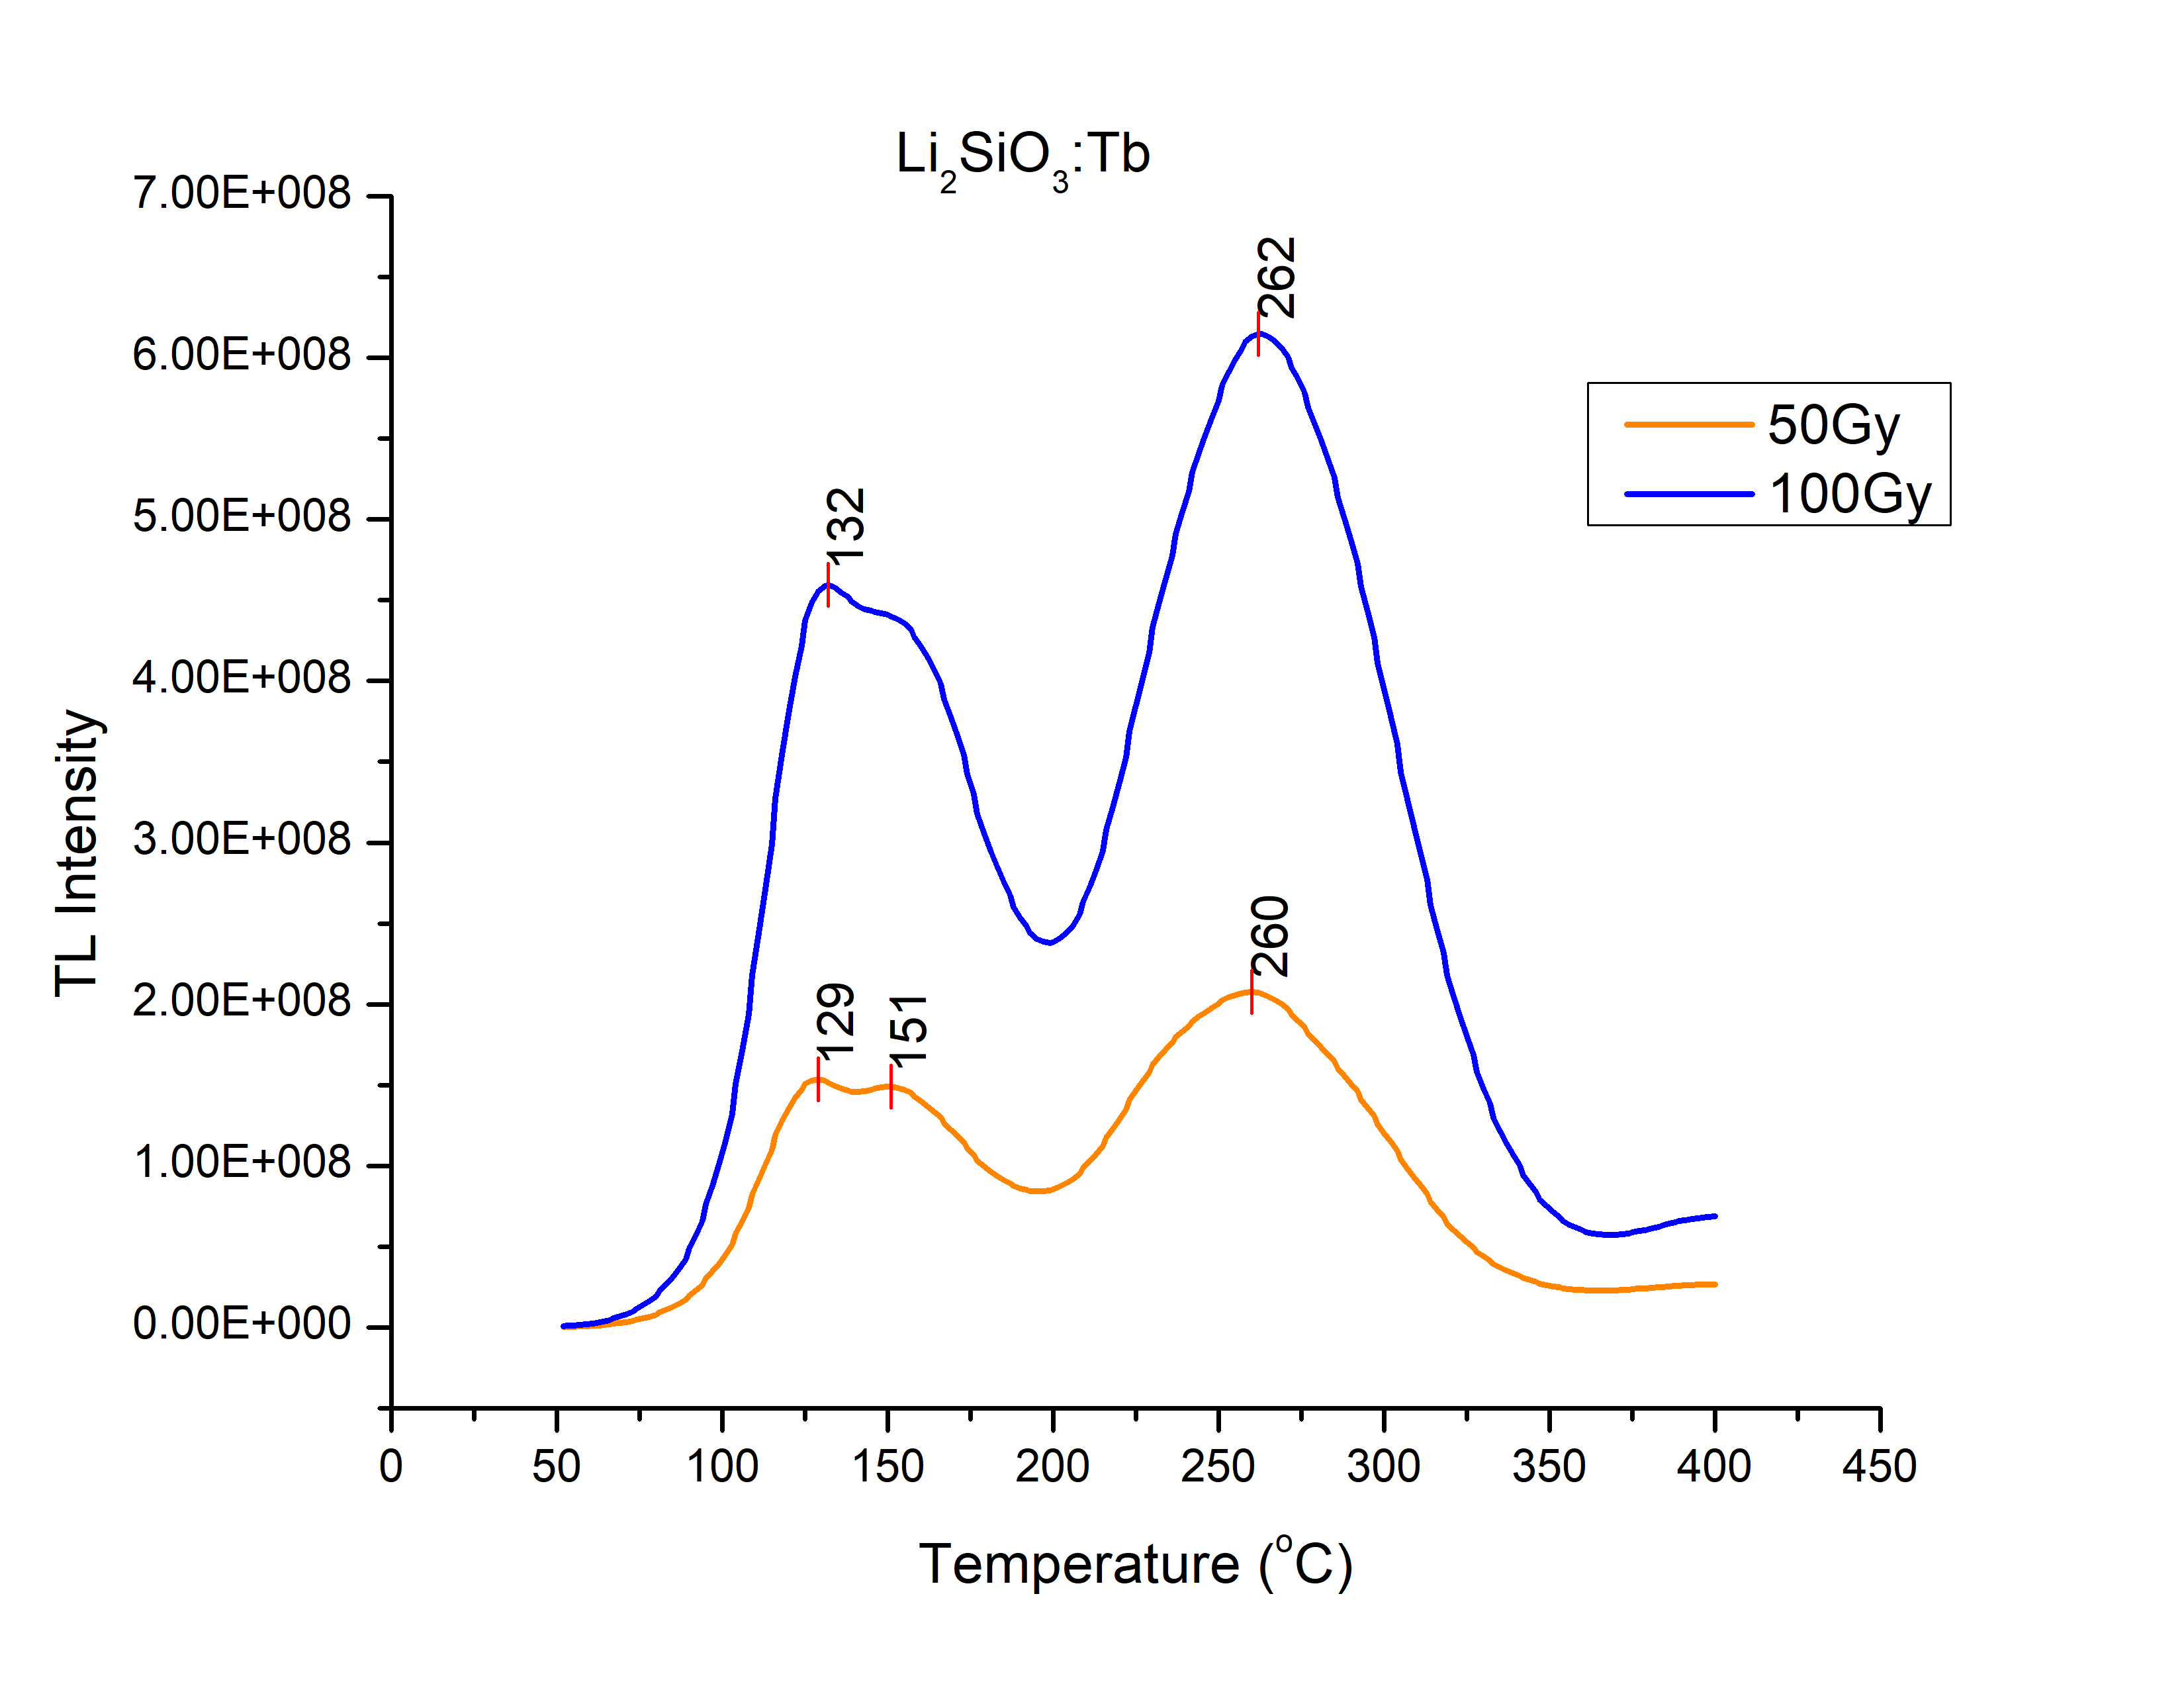 Li₂SiO₃:Tb
7.00E+008
6.00E+008
5.00E+008
4.00E+008
3.00E+008
2.00E+008
1.00E+008
0.00E+000
TL Intensity
132
262
129
151
260
50Gy
100Gy
0 50 100 150 200 250 300 350 400 450
Temperature (°C)